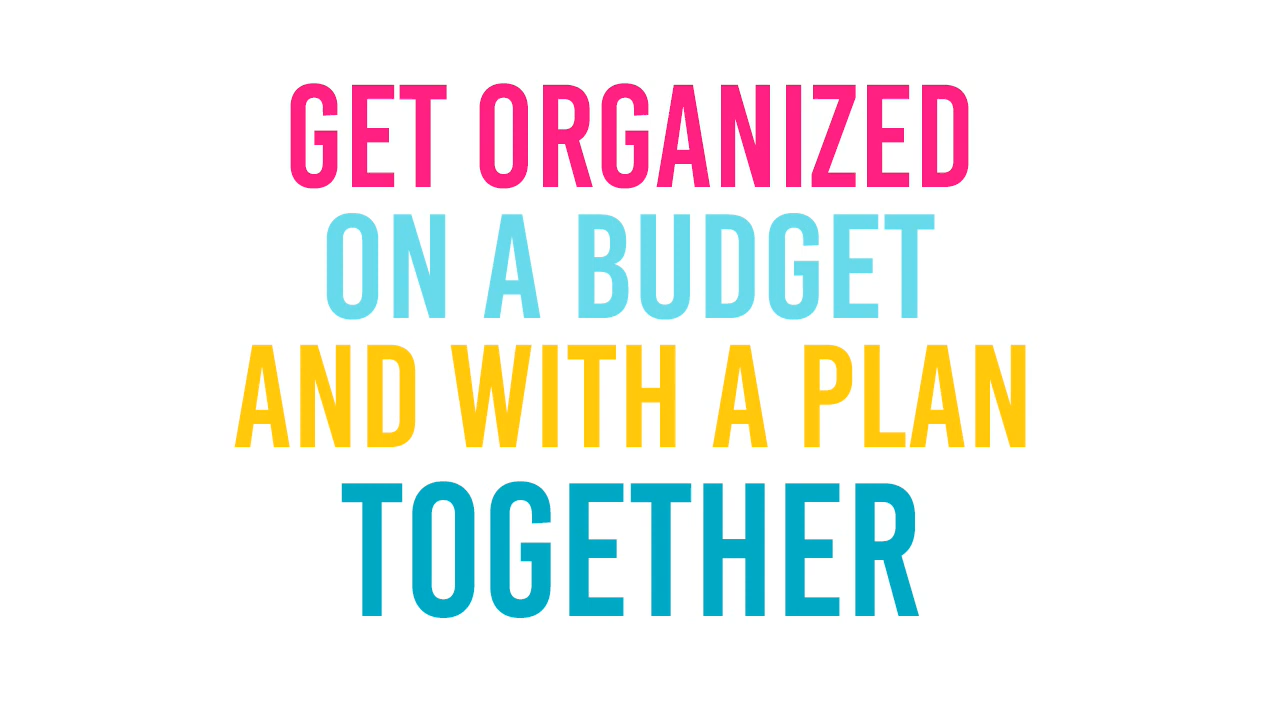 GET ORGANIZED
ON A BUDGET
AND WITH A PLAN
TOGETHER